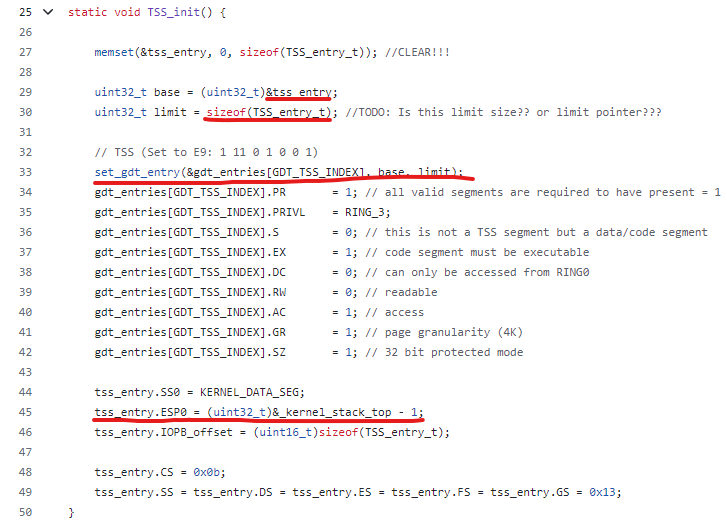 25 static void TSS_init() {
26
27 memset(&tss_entry, 0, sizeof(TSS_entry_t)); //CLEAR!!!
28
29 uint32_t base = (uint32_t)&tss_entry;
30 uint32_t limit = sizeof(TSS_entry_t); //TODO: Is this limit size?? or limit pointer???
31
32 // TSS (Set to E9: 1 11 0 1 0 0 1)
33 set_gdt_entry(&gdt_entries[GDT_TSS_INDEX], base, limit);
34 gdt_entries[GDT_TSS_INDEX].PR = 1; // all valid segments are required to have present = 1
35 gdt_entries[GDT_TSS_INDEX].PRIVL = RING_3;
36 gdt_entries[GDT_TSS_INDEX].S = 0; // this is not a TSS segment but a data/code segment
37 gdt_entries[GDT_TSS_INDEX].EX = 1; // code segment must be executable
38 gdt_entries[GDT_TSS_INDEX].DC = 0; // can only be accessed from RING0
39 gdt_entries[GDT_TSS_INDEX].RW = 0; // readable
40 gdt_entries[GDT_TSS_INDEX].AC = 1; // access
41 gdt_entries[GDT_TSS_INDEX].GR = 1; // page granularity (4K)
42 gdt_entries[GDT_TSS_INDEX].SZ = 1; // 32 bit protected mode
43
44 tss_entry.SS0 = KERNEL_DATA_SEG;
45 tss_entry.ESP0 = (uint32_t)&_kernel_stack_top - 1;
46 tss_entry.IOPB_offset = (uint16_t)sizeof(TSS_entry_t);
47
48 tss_entry.CS = 0x0b;
49 tss_entry.SS = tss_entry.DS = tss_entry.ES = tss_entry.FS = tss_entry.GS = 0x13;
50 }